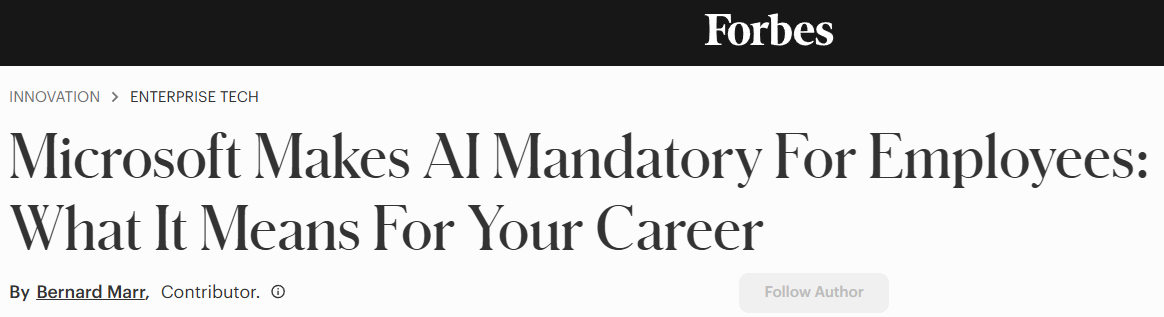 Forbes
INNOVATION > ENTERPRISE TECH
Microsoft Makes AI Mandatory For Employees:
What It Means For Your Career
By Bernard Marr, Contributor.
Follow Author